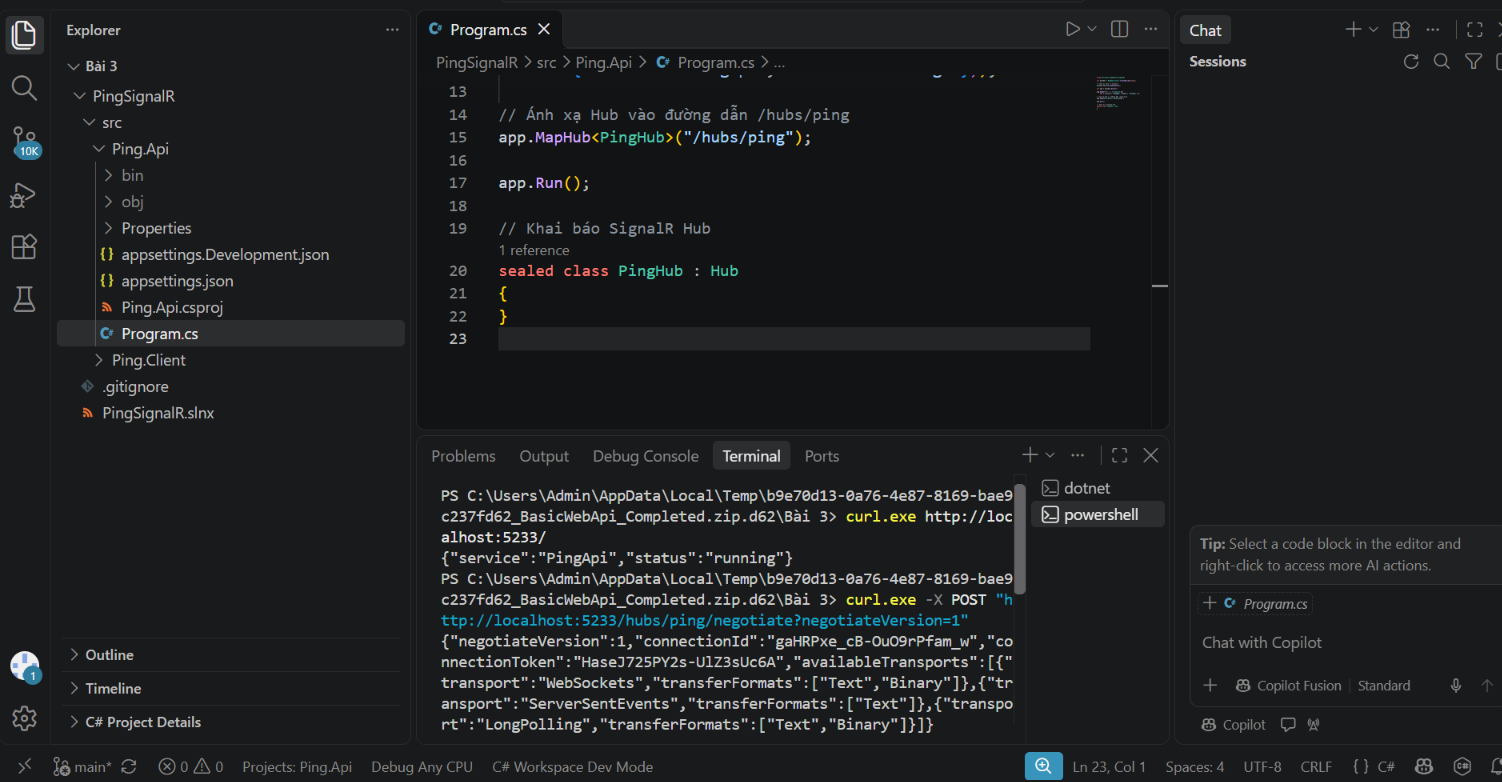 Explorer
Bài 3
PingSignalR
src
Ping.Api
bin
obj
Properties
{} appsettings.Development.json
{} appsettings.json
Ping.Api.csproj
C# Program.cs
Ping.Client
.gitignore
PingSignalR.slnx
10K
1
Outline
Timeline
C# Project Details
C# Program.cs
PingSignalR > src > Ping.Api > C# Program.cs > ...
13
14 // Ánh xạ Hub vào đường dẫn /hubs/ping
15 app.MapHub<PingHub>("/hubs/ping");
16
17 app.Run();
18
19 // Khai báo SignalR Hub
1 reference
20 sealed class PingHub : Hub
21 {
22 }
23
Problems Output Debug Console Terminal Ports
PS C:\Users\Admin\AppData\Local\Temp\b9e70d13-0a76-4e87-8169-bae9
c237fd62_BasicWebApi_Completed.zip.d62\Bài 3> curl.exe http://loc
alhost:5233/
{"service":"PingApi","status":"running"}
PS C:\Users\Admin\AppData\Local\Temp\b9e70d13-0a76-4e87-8169-bae9
c237fd62_BasicWebApi_Completed.zip.d62\Bài 3> curl.exe -X POST "h
ttp://localhost:5233/hubs/ping/negotiate?negotiateVersion=1"
{"negotiateVersion":1,"connectionId":"gaHRPxe_cB-OuO9rPfam_w","co
nnectionToken":"HaseJ725PY2s-UlZ3sUc6A","availableTransports":[{"
transport":"WebSockets","transferFormats":["Text","Binary"]},{"tr
ansport":"ServerSentEvents","transferFormats":["Text"]},{"transpo
rt":"LongPolling","transferFormats":["Text","Binary"]}]}
dotnet
powershell
Chat
Sessions
Tip: Select a code block in the editor and
right-click to access more AI actions.
C# Program.cs
Chat with Copilot
Copilot Fusion Standard
Copilot
main* 0 0 Projects: Ping.Api Debug Any CPU C# Workspace Dev Mode Ln 23, Col 1 Spaces: 4 UTF-8 CRLF {} C#